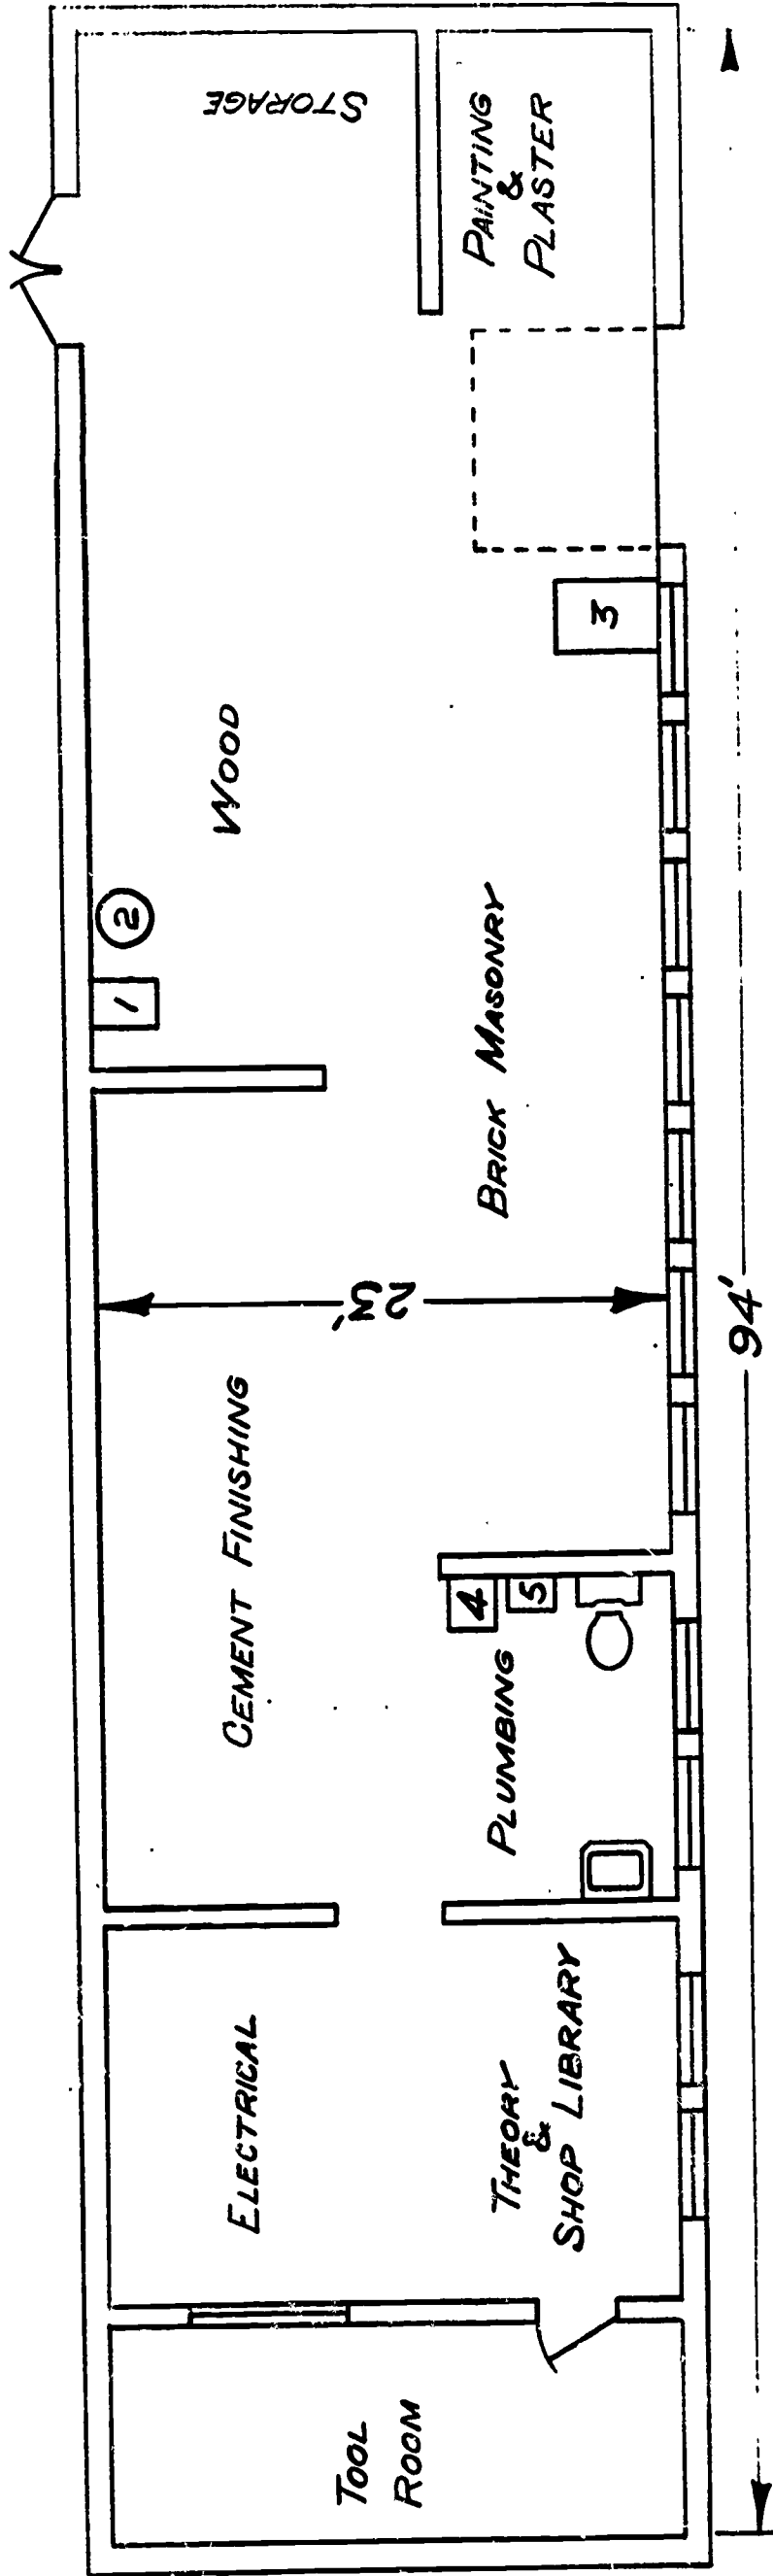 STORAGE
PAINTING
&
PLASTER
WOOD
1
2
3
BRICK MASONRY
23'
CEMENT FINISHING
4
5
PLUMBING
ELECTRICAL
THEORY
&
SHOP LIBRARY
TOOL
ROOM
94'